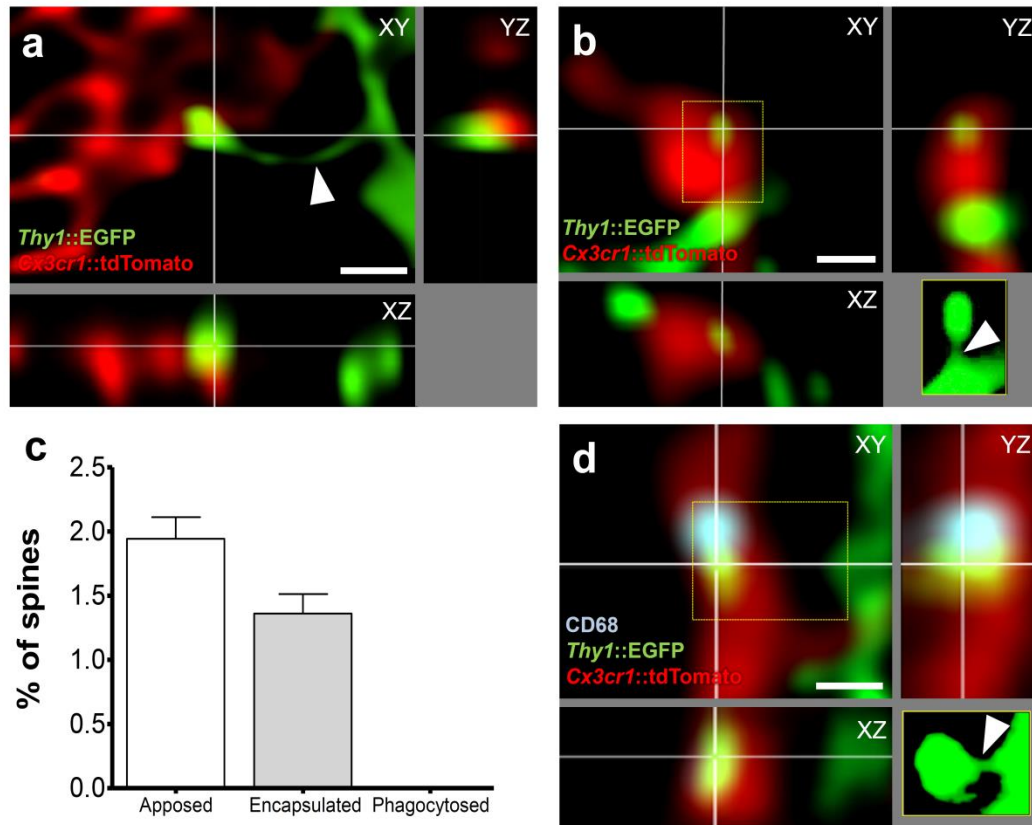 a
XY
YZ
Thy1::EGFP
Cx3cr1::tdTomato
XZ
b
XY
YZ
Thy1::EGFP
Cx3cr1::tdTomato
XZ
c
% of spines
2.5
2.0
1.5
1.0
0.5
0.0
Apposed Encapsulated Phagocytosed
d
XY
YZ
CD68
Thy1::EGFP
Cx3cr1::tdTomato
XZ